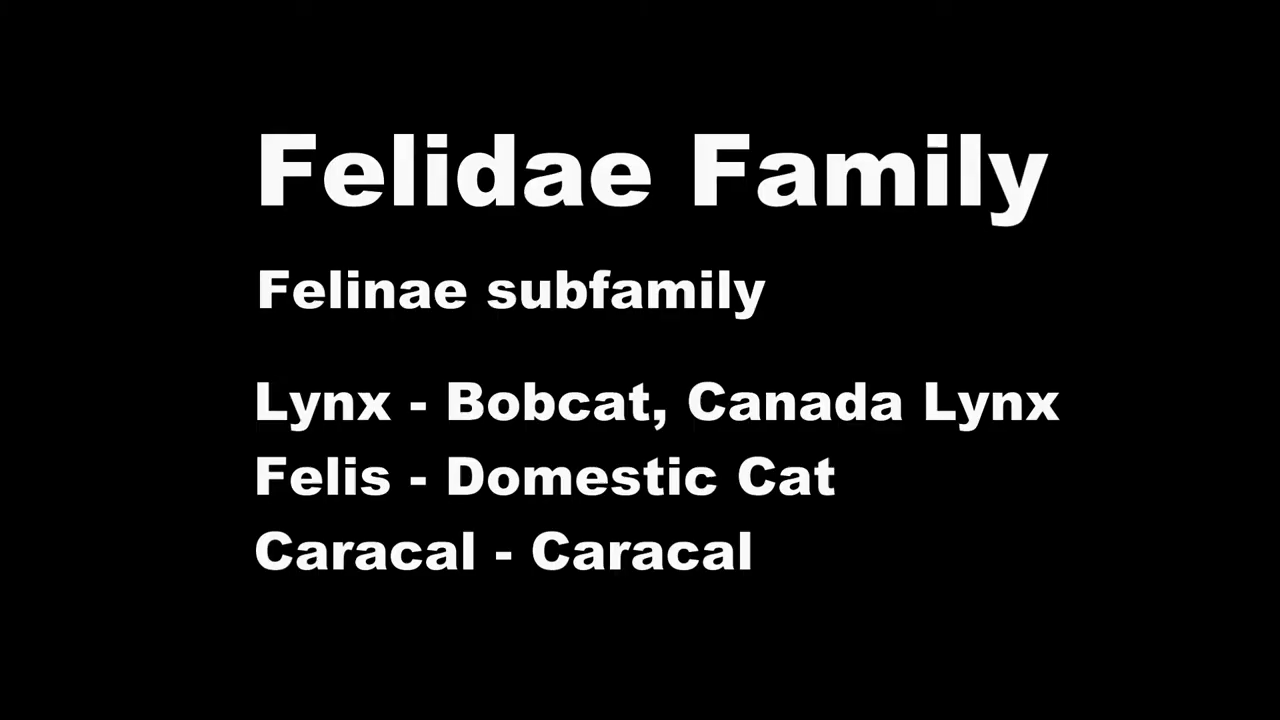 Felidae Family
Felinae subfamily
Lynx - Bobcat, Canada Lynx
Felis - Domestic Cat
Caracal - Caracal